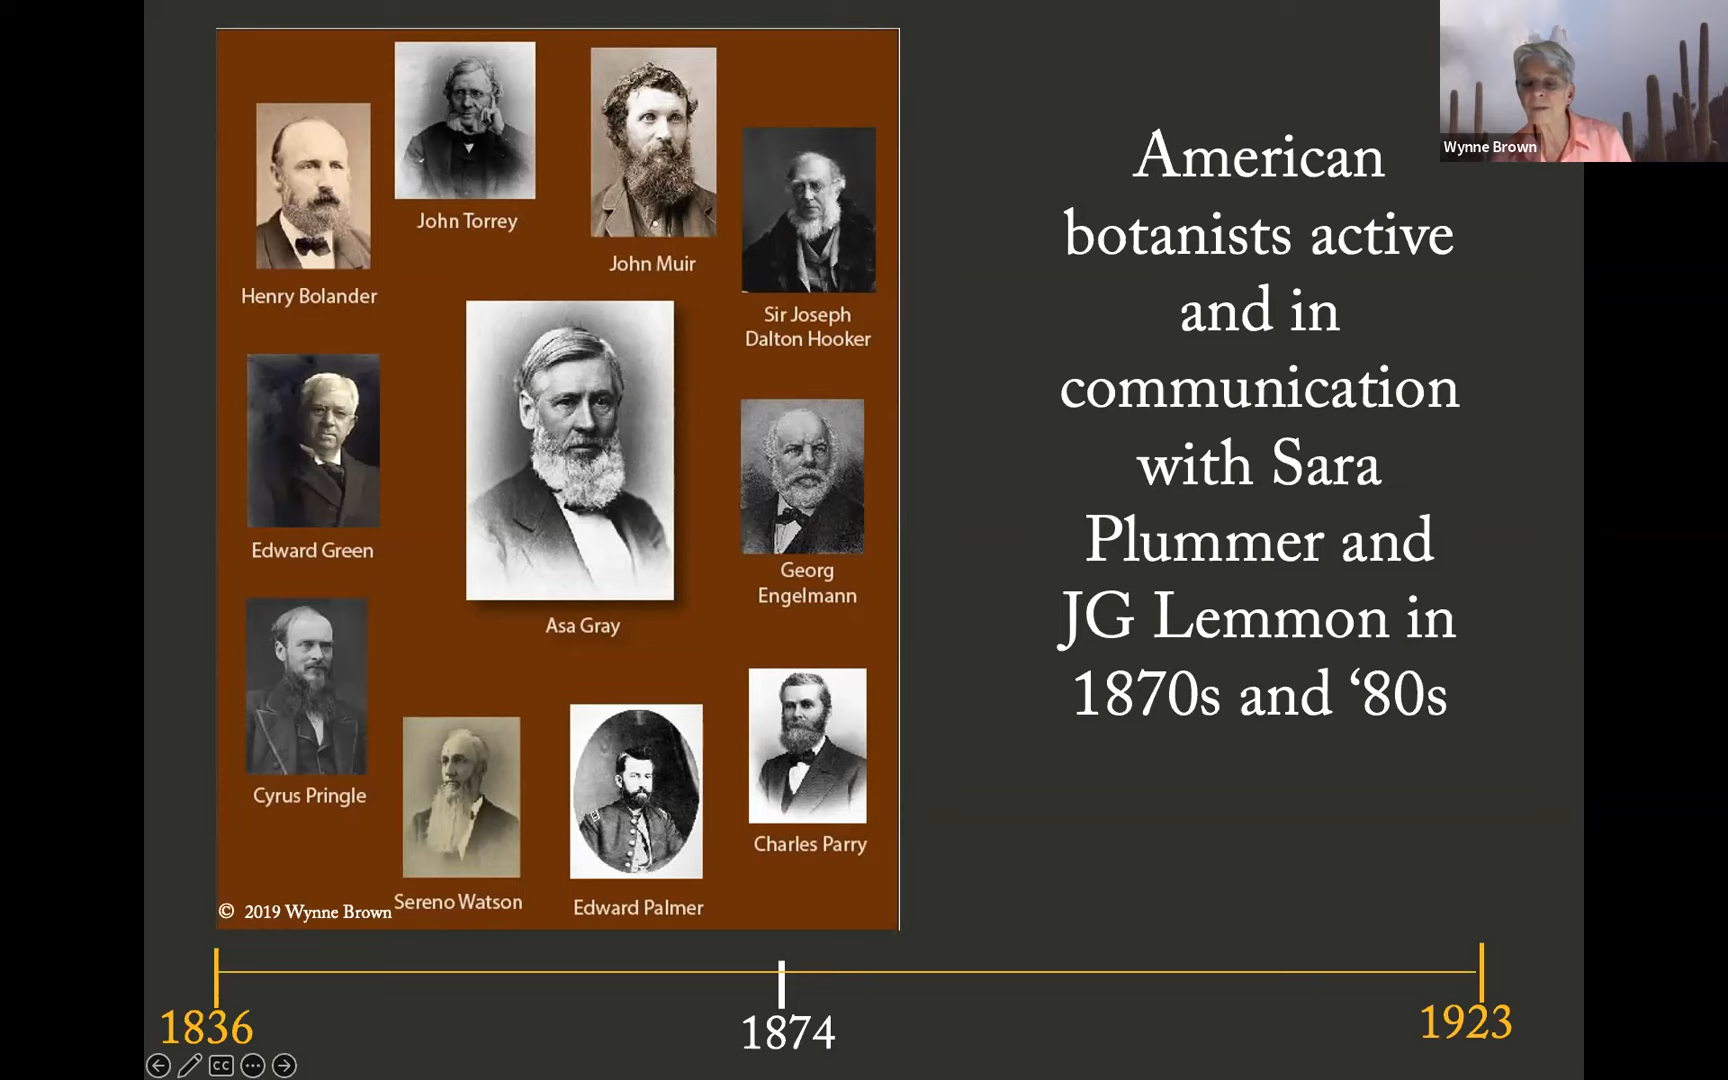 John Torrey
John Muir
Henry Bolander
Sir Joseph
Dalton Hooker
Edward Green
Georg
Engelmann
Asa Gray
Cyrus Pringle
Charles Parry
Sereno Watson
Edward Palmer
© 2019 Wynne Brown
American
botanists active
and in
communication
with Sara
Plummer and
JG Lemmon in
1870s and ‘80s
Wynne Brown
1836
1874
1923
CC